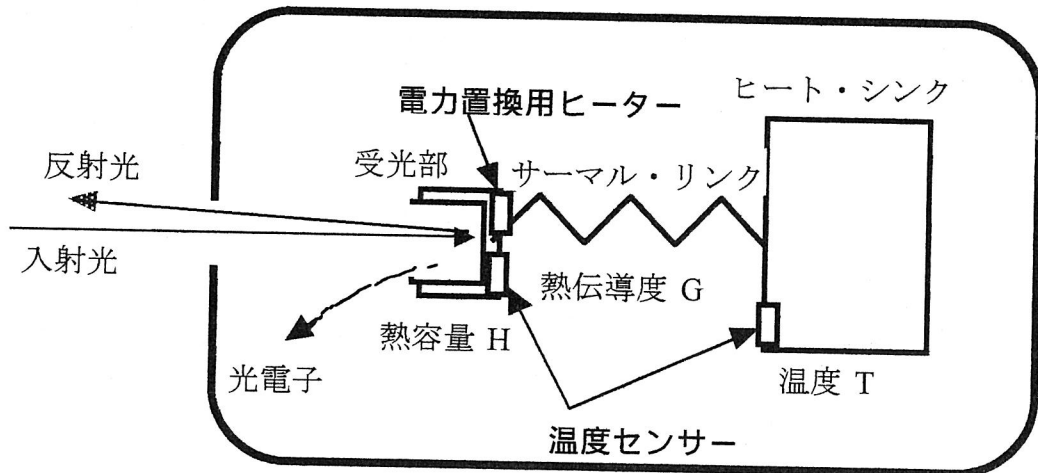 ヒート・シンク
電力置換用ヒーター
反射光
受光部
サーマル・リンク
入射光
熱伝導度 G
熱容量 H
光電子
温度 T
温度センサー